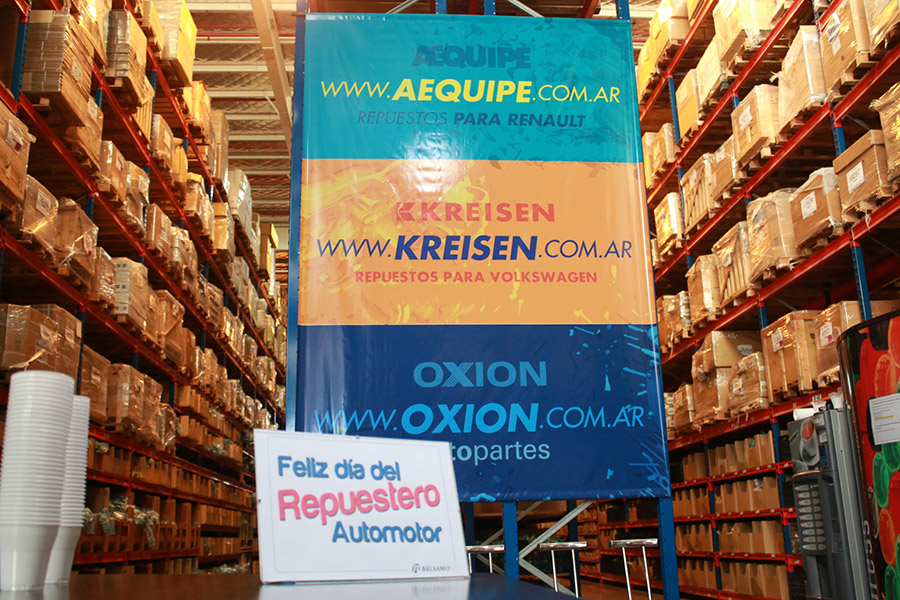 AEQUIPE
WWW.AEQUIPE.COM.AR
REPUESTOS PARA RENAULT
KREISEN
WWW.KREISEN.COM.AR
REPUESTOS PARA VOLKSWAGEN
OXION
WWW.OXION.COM.AR
topartes
Feliz día del
Repuestero
Automotor
BÁLSAMO